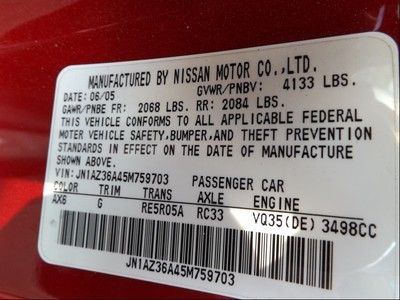 MANUFACTURED BY NISSAN MOTOR CO.,LTD.
DATE: 06/05 GVWR/PNBV: 4133 LBS.
GAWR/PNBE FR: 2068 LBS. RR: 2084 LBS.
THIS VEHICLE CONFORMS TO ALL APPLICABLE FEDERAL
MOTOR VEHICLE SAFETY,BUMPER,AND THEFT PREVENTION
STANDARDS IN EFFECT ON THE DATE OF MANUFACTURE
SHOWN ABOVE.
VIN: JN1AZ36A45M759703 PASSENGER CAR
COLOR TRIM TRANS AXLE ENGINE
AX6 G RE5R05A RC33 VQ35(DE) 3498CC
JN1AZ36A45M759703